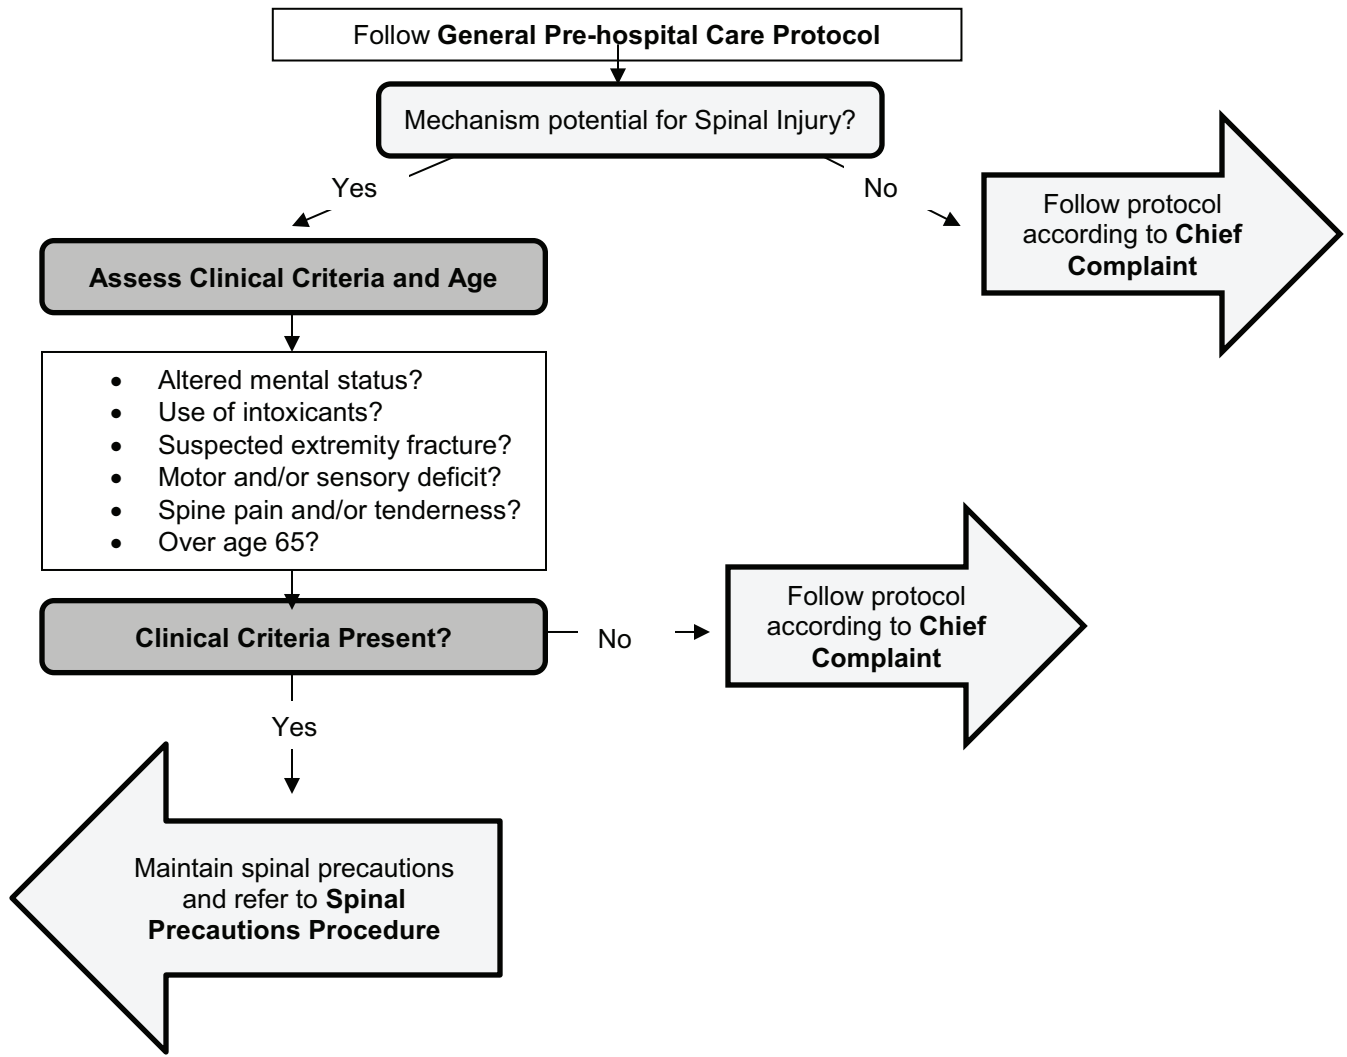 Follow General Pre-hospital Care Protocol
Mechanism potential for Spinal Injury?
Yes
No
Follow protocol
according to Chief
Complaint
Assess Clinical Criteria and Age
• Altered mental status?
• Use of intoxicants?
• Suspected extremity fracture?
• Motor and/or sensory deficit?
• Spine pain and/or tenderness?
• Over age 65?
Clinical Criteria Present?
No
Follow protocol
according to Chief
Complaint
Yes
Maintain spinal precautions
and refer to Spinal
Precautions Procedure